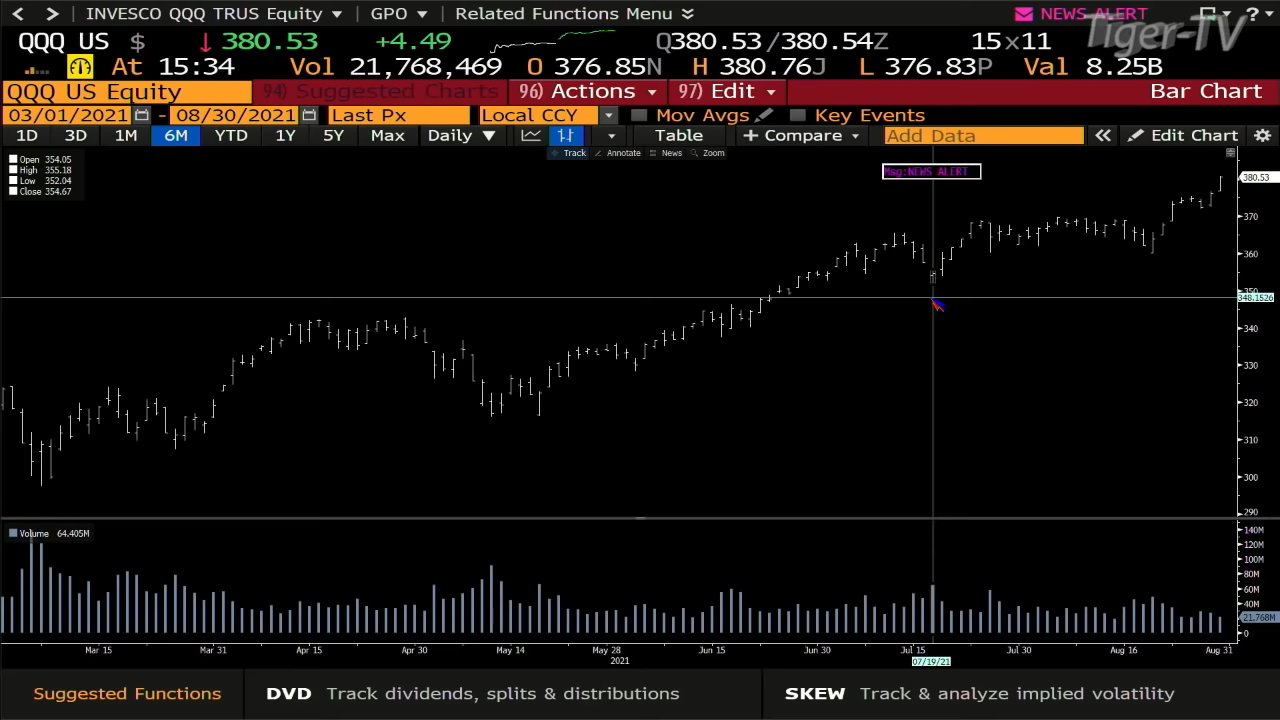 INVESCO QQQ TRUS Equity GPO Related Functions Menu NEWS ALERT ?
Tiger-TV
QQQ US $ ↓ 380.53 +4.49 Q380.53/380.54Z 15x11
At 15:34 Vol 21,768,469 O 376.85N H 380.76J L 376.83P Val 8.25B
QQQ US Equity 94) Suggested Charts 96) Actions 97) Edit Bar Chart
03/01/2021 - 08/30/2021 Last Px Local CCY Mov Avgs Key Events
1D 3D 1M 6M YTD 1Y 5Y Max Daily ▼ Table + Compare Add Data « Edit Chart
Track Annotate News Zoom
Open 354.05
High 355.18
Low 352.04
Close 354.67
Msg:NEWS ALERT
380.53
370
360
350
348.1526
340
330
320
310
300
290
Volume 64.405M
140M
120M
100M
80M
60M
40M
21.768M
0
Mar 15 Mar 31 Apr 15 Apr 30 May 14 May 28 Jun 15 Jun 30 Jul 15 Jul 30 Aug 16 Aug 31
2021 07/19/21
Suggested Functions DVD Track dividends, splits & distributions SKEW Track & analyze implied volatility